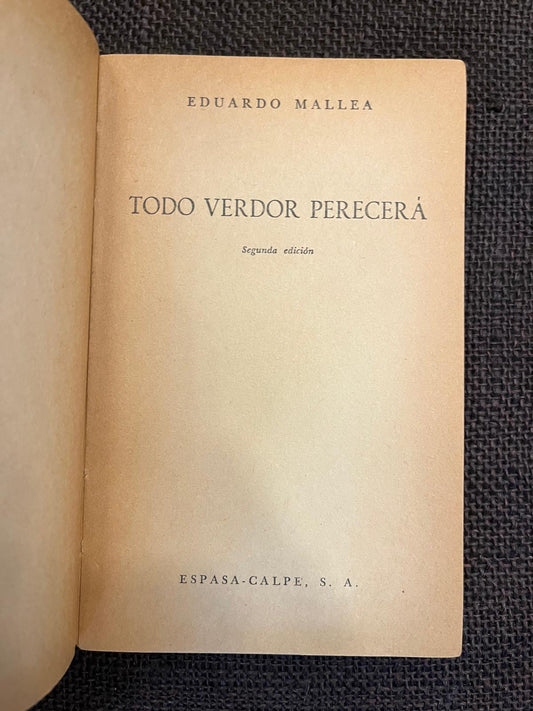 EDUARDO MALLEA
TODO VERDOR PERECERÁ
Segunda edición
ESPASA-CALPE, S. A.